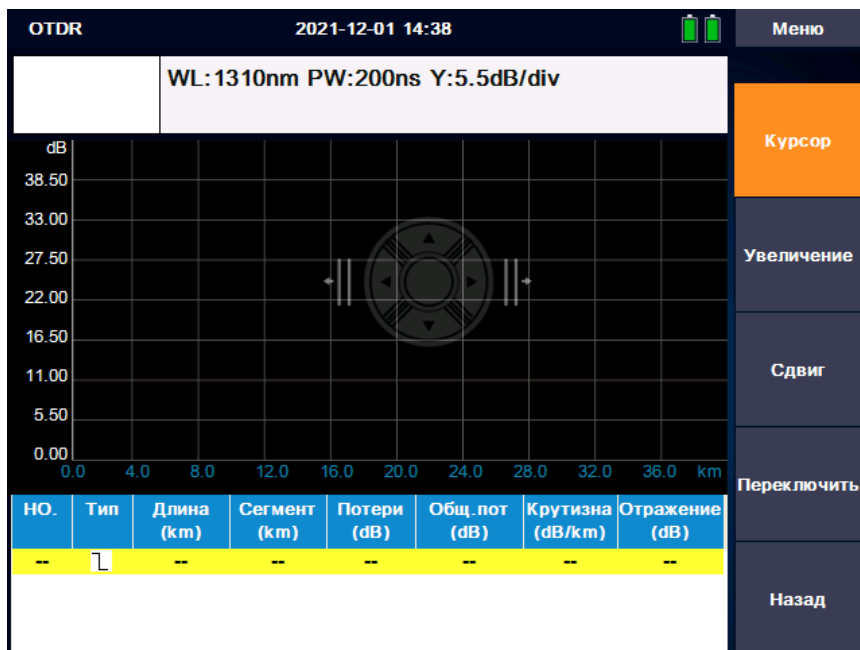 OTDR 2021-12-01 14:38 Меню
WL:1310nm PW:200ns Y:5.5dB/div
dB
38.50
33.00
27.50
22.00
16.50
11.00
5.50
0.00
0.0 4.0 8.0 12.0 16.0 20.0 24.0 28.0 32.0 36.0 km
НО. Тип Длина (km) Сегмент (km) Потери (dB) Общ.пот (dB) Крутизна (dB/km) Отражение (dB)
-- -- -- -- -- -- --
Курсор
Увеличение
Сдвиг
Переключить
Назад